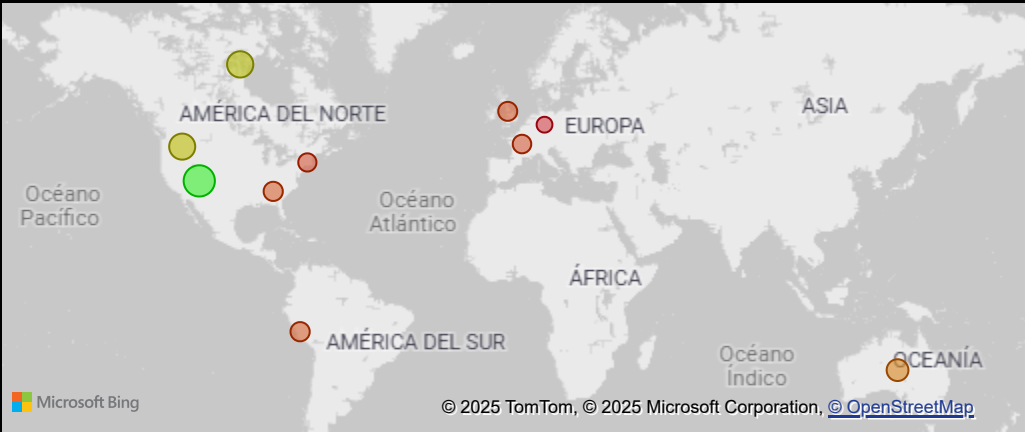 ASIA
AMÉRICA DEL NORTE
EUROPA
Océano
Pacífico
Océano
Atlántico
ÁFRICA
AMÉRICA DEL SUR
Océano
Índico
OCEANÍA
Microsoft Bing
© 2025 TomTom, © 2025 Microsoft Corporation, © OpenStreetMap